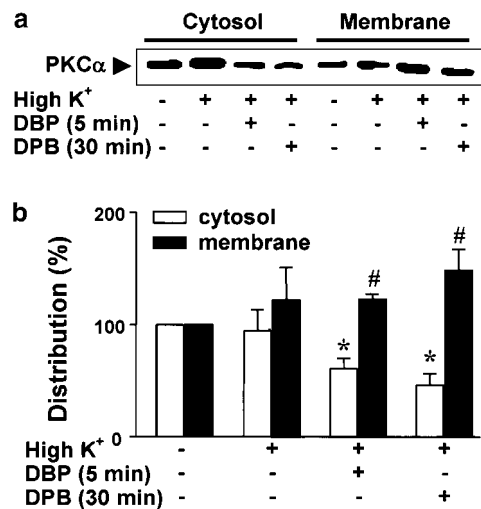 a
Cytosol Membrane
PKCα
High K+ - + + + - + + +
DBP (5 min) - - + - - - + -
DPB (30 min) - - - + - - - +
b
200
100
0
Distribution (%)
cytosol
membrane
# #
* *
High K+ - + + +
DBP (5 min) - - + -
DPB (30 min) - - - +